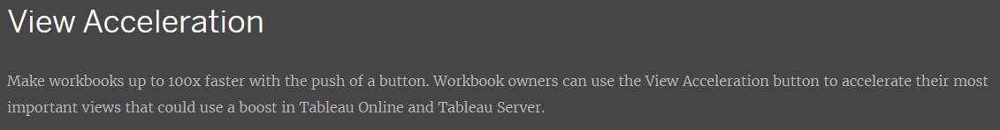 View Acceleration
Make workbooks up to 100x faster with the push of a button. Workbook owners can use the View Acceleration button to accelerate their most
important views that could use a boost in Tableau Online and Tableau Server.